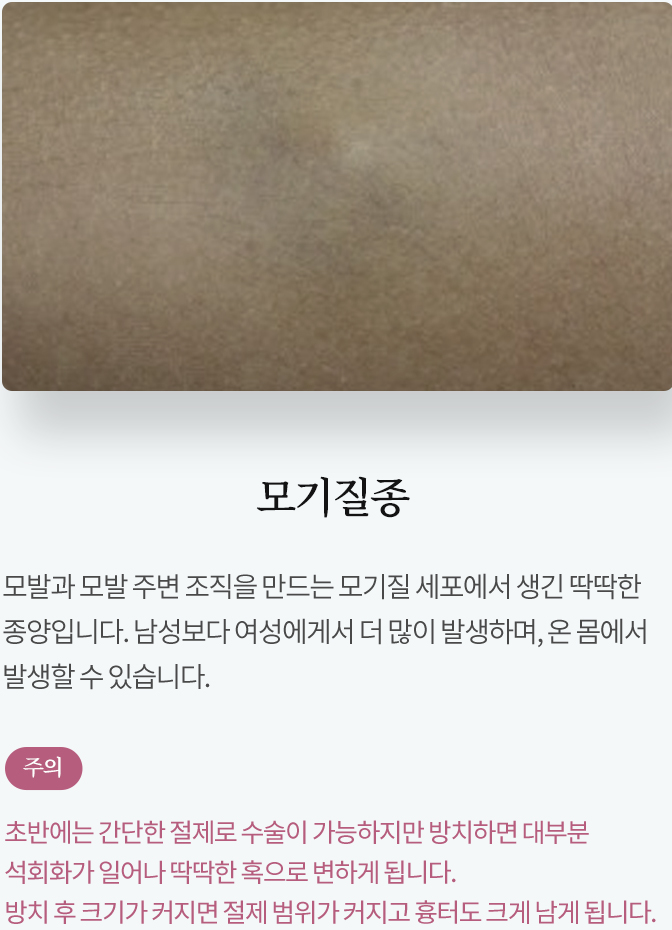 모기질종
모발과 모발 주변 조직을 만드는 모기질 세포에서 생긴 딱딱한
종양입니다. 남성보다 여성에게서 더 많이 발생하며, 온 몸에서
발생할 수 있습니다.
주의
초반에는 간단한 절제로 수술이 가능하지만 방치하면 대부분
석회화가 일어나 딱딱한 혹으로 변하게 됩니다.
방치 후 크기가 커지면 절제 범위가 커지고 흉터도 크게 남게 됩니다.